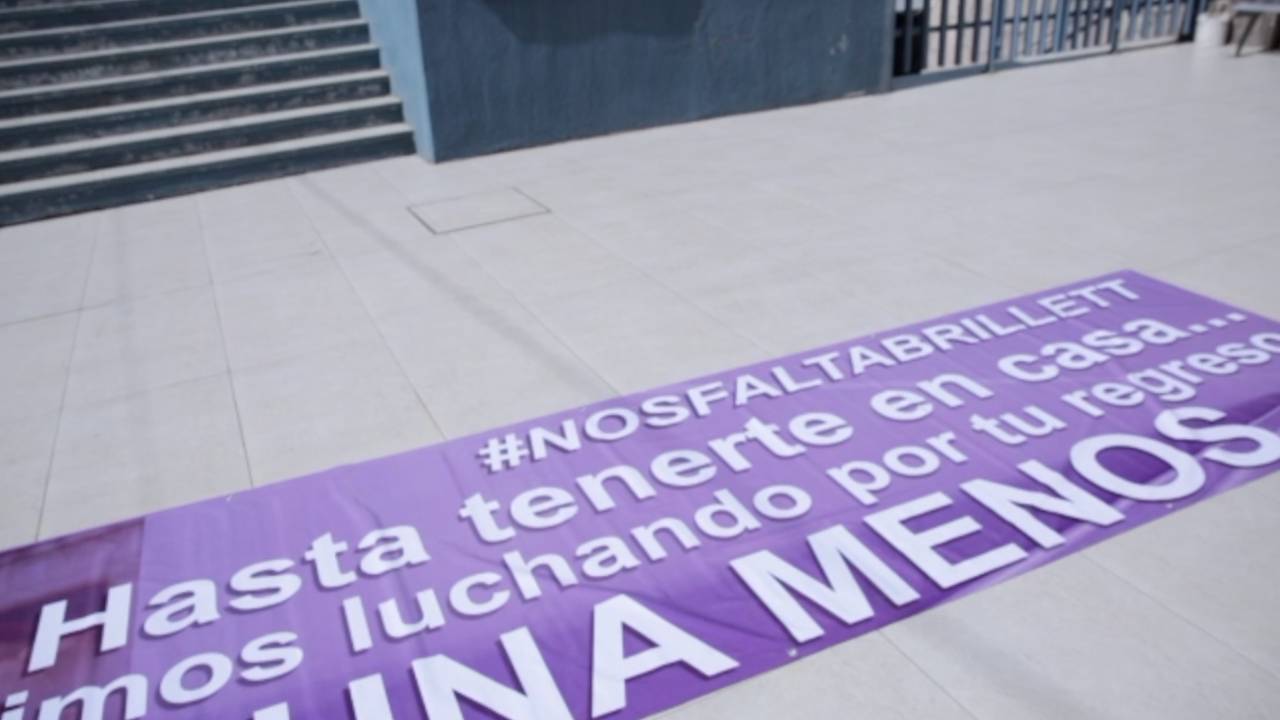 #NOSFALTABRILLETT
Hasta tenerte en casa...
imos luchando por tu regreso
UNA MENOS